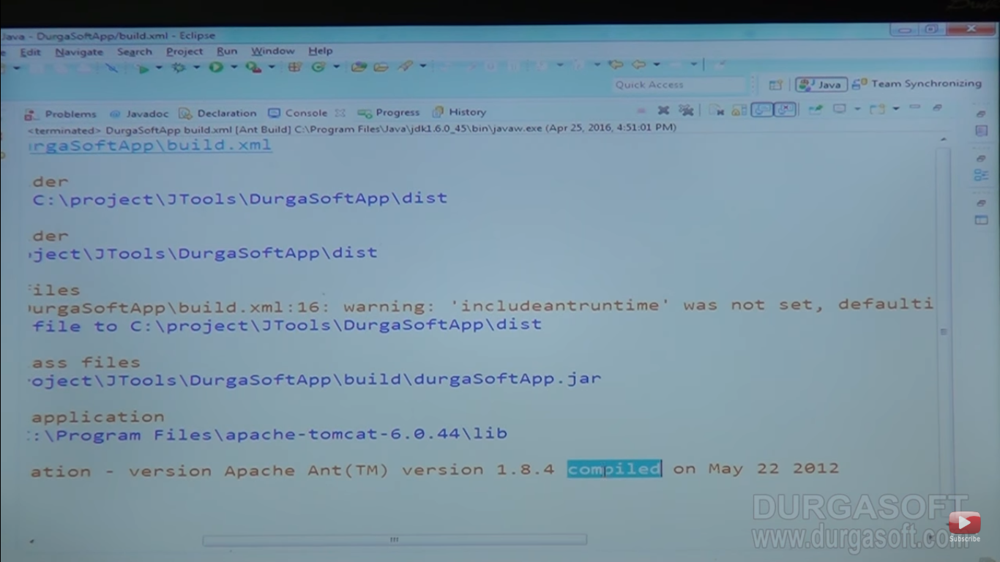 Java - DurgaSoftApp/build.xml - Eclipse
Edit Navigate Search Project Run Window Help
Quick Access Java Team Synchronizing
Problems Javadoc Declaration Console Progress History
<terminated> DurgaSoftApp build.xml [Ant Build] C:\Program Files\Java\jdk1.6.0_45\bin\javaw.exe (Apr 25, 2016, 4:51:01 PM)
rgaSoftApp\build.xml
der
C:\project\JTools\DurgaSoftApp\dist
der
ject\JTools\DurgaSoftApp\dist
iles
urgaSoftApp\build.xml:16: warning: 'includeantruntime' was not set, defaulti
file to C:\project\JTools\DurgaSoftApp\dist
ass files
oject\JTools\DurgaSoftApp\build\durgaSoftApp.jar
application
:\Program Files\apache-tomcat-6.0.44\lib
ation - version Apache Ant(TM) version 1.8.4 compiled on May 22 2012
DURGASOFT
www.durgasoft.com
Subscribe